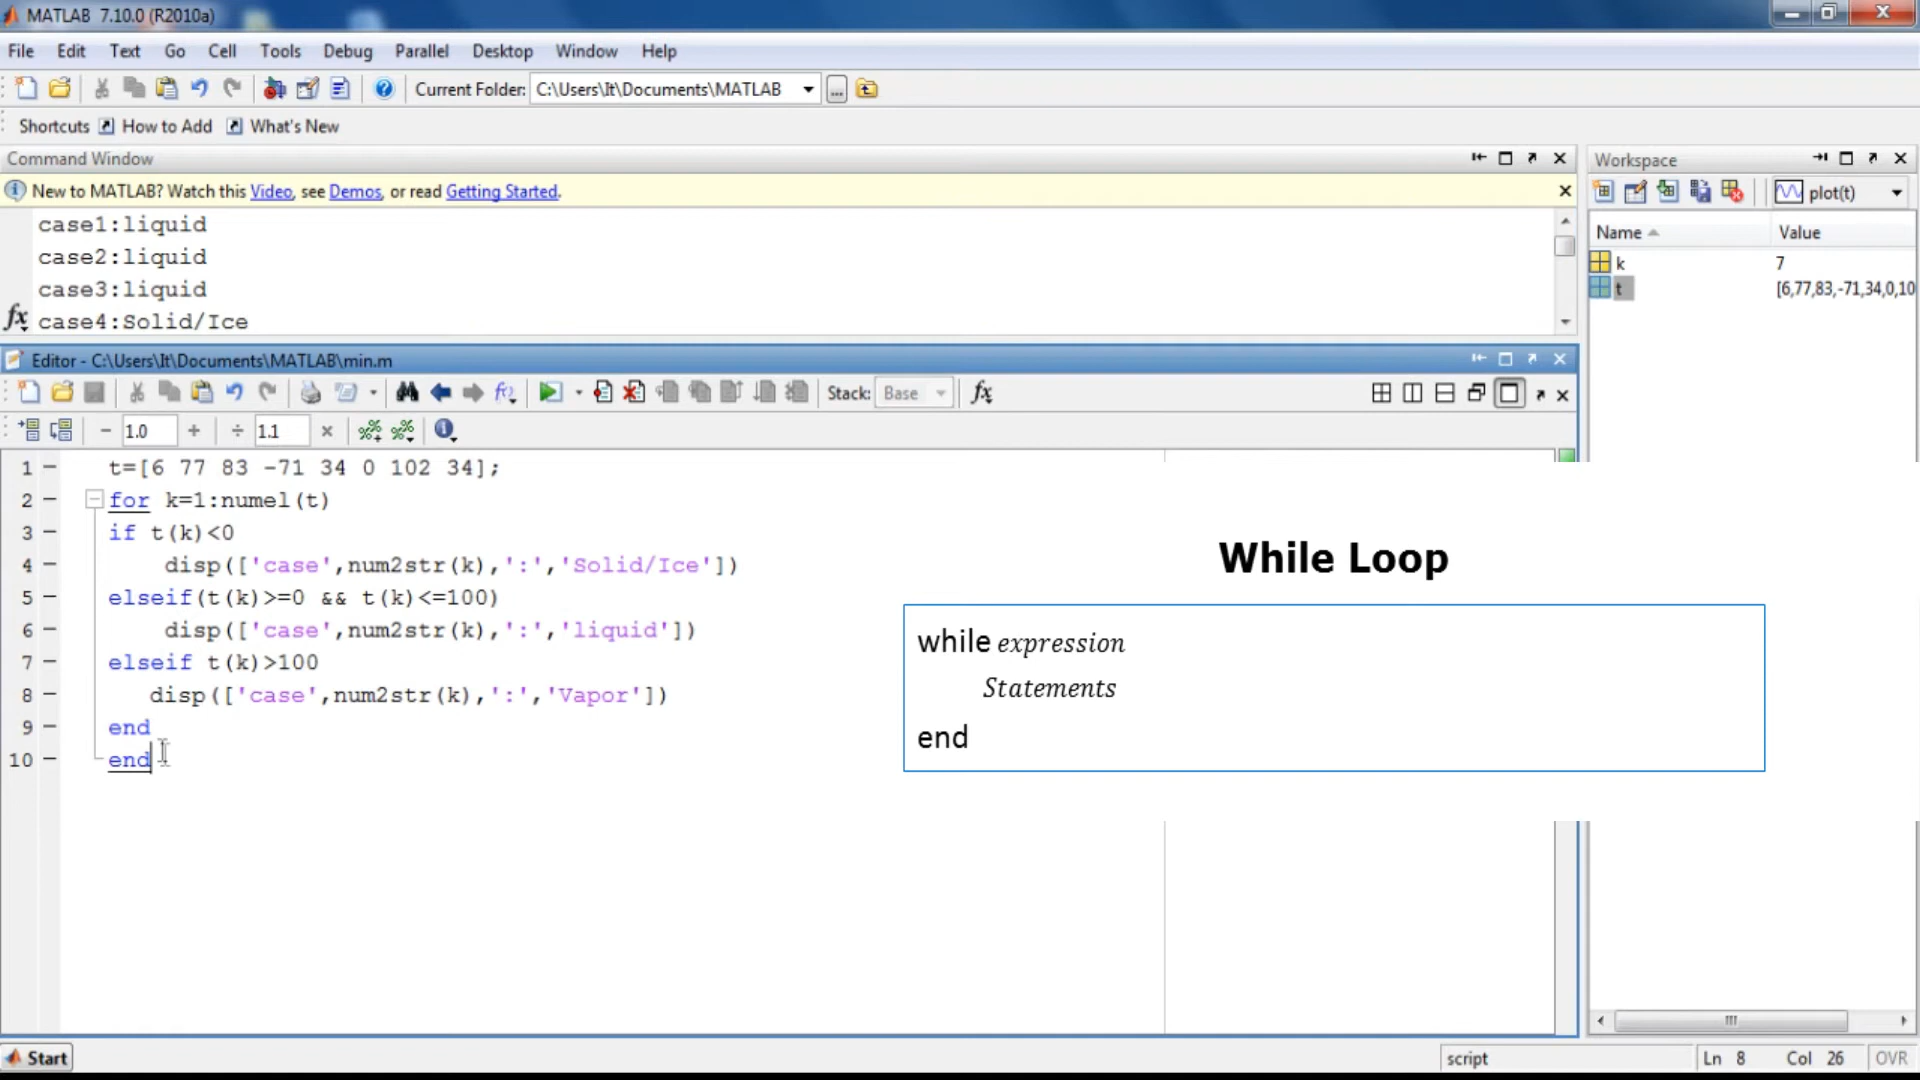 MATLAB 7.10.0 (R2010a)
File Edit Text Go Cell Tools Debug Parallel Desktop Window Help
Current Folder: C:\Users\It\Documents\MATLAB ...
Shortcuts How to Add What's New
Command Window
New to MATLAB? Watch this Video, see Demos, or read Getting Started.
case1:liquid
case2:liquid
case3:liquid
fx case4:Solid/Ice
Workspace
plot(t)
Name Value
k 7
t [6,77,83,-71,34,0,10
Editor - C:\Users\It\Documents\MATLAB\min.m
Stack: Base fx
− 1.0 + ÷ 1.1 ×
1 – t=[6 77 83 -71 34 0 102 34];
2 – for k=1:numel(t)
3 – if t(k)<0
4 – disp(['case',num2str(k),':','Solid/Ice'])
5 – elseif(t(k)>=0 && t(k)<=100)
6 – disp(['case',num2str(k),':','liquid'])
7 – elseif t(k)>100
8 – disp(['case',num2str(k),':','Vapor'])
9 – end
10 – end
While Loop
while expression
Statements
end
Start
script Ln 8 Col 26 OVR